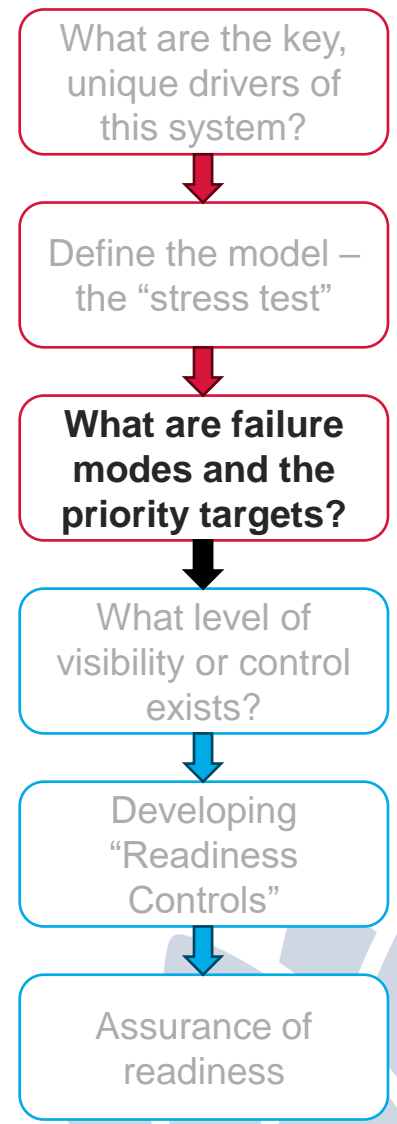 What are the key,
unique drivers of
this system?
Define the model –
the “stress test”
What are failure
modes and the
priority targets?
What level of
visibility or control
exists?
Developing
“Readiness
Controls”
Assurance of
readiness